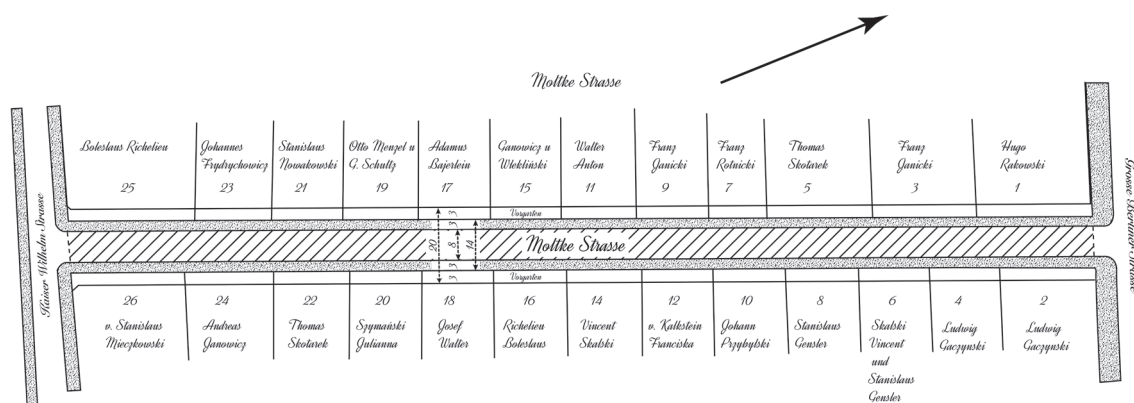 Moltke Strasse
Boleslaus Richelieu
25
Johannes
Frydrychowicz
23
Stanislaus
Nowakowski
21
Otto Menzel u
G. Schultz
19
Adamus
Bajerlein
17
Ganowicz u
Wlekliński
15
Walter
Anton
11
Franz
Janicki
9
Franz
Rotnicki
7
Thomas
Skotarek
5
Franz
Janicki
3
Hugo
Rakowski
1
Kaiser Wilhelm Strasse
Grosse Berliner Strasse
Vorgarten
3
3
20
8
14
3
3
Moltke Strasse
Vorgarten
26
v. Stanislaus
Mieczkowski
24
Andreas
Janowicz
22
Thomas
Skotarek
20
Szymański
Julianna
18
Josef
Walter
16
Richelieu
Boleslaus
14
Vincent
Skalski
12
v. Kalkstein
Franciska
10
Johann
Przybylski
8
Stanislaus
Gensler
6
Skalski
Vincent
und
Stanislaus
Gensler
4
Ludwig
Gaczynski
2
Ludwig
Gaczynski